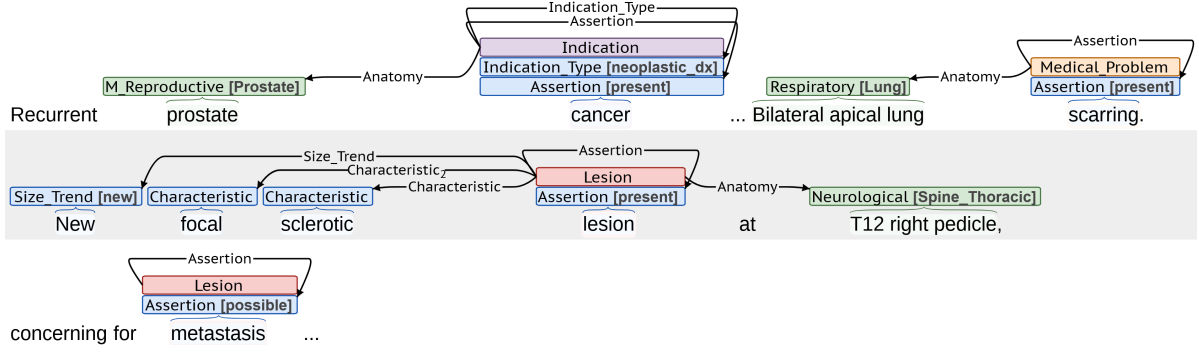 Indication_Type
Assertion
Indication
Assertion
Indication_Type [neoplastic_dx]
Medical_Problem
M_Reproductive [Prostate] Anatomy Assertion [present] Respiratory [Lung] Anatomy Assertion [present]
Recurrent prostate cancer ... Bilateral apical lung scarring.
Assertion
Size_Trend
Characteristic2
Lesion
Characteristic Anatomy
Size_Trend [new] Characteristic Characteristic Assertion [present] Neurological [Spine_Thoracic]
New focal sclerotic lesion at T12 right pedicle,
Assertion
Lesion
Assertion [possible]
concerning for metastasis ...